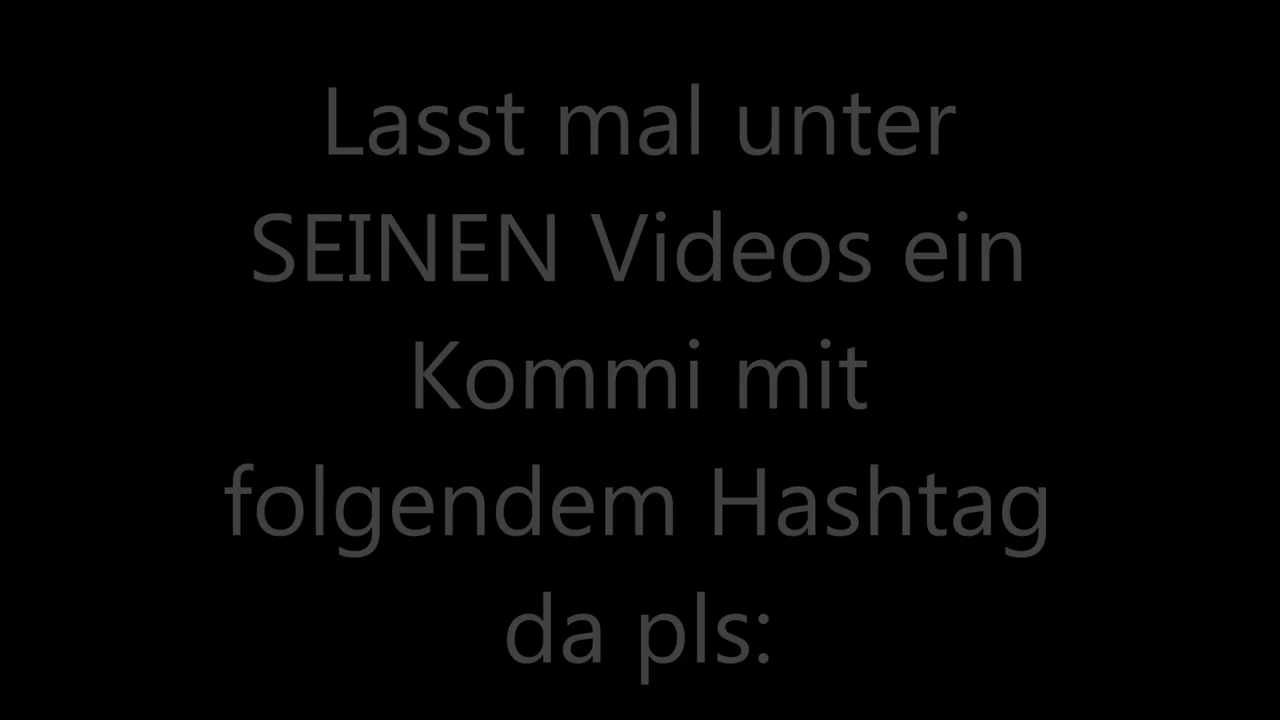 Lasst mal unter
SEINEN Videos ein
Kommi mit
folgendem Hashtag
da pls: